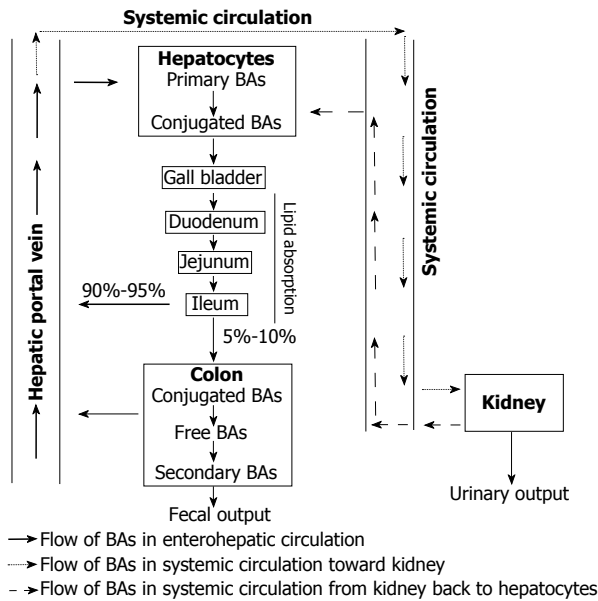 Systemic circulation
Hepatocytes
Primary BAs
Conjugated BAs
Gall bladder
Duodenum
Jejunum
Ileum
Lipid absorption
90%-95%
5%-10%
Hepatic portal vein
Systemic circulation
Colon
Conjugated BAs
Free BAs
Secondary BAs
Fecal output
Kidney
Urinary output
Flow of BAs in enterohepatic circulation
Flow of BAs in systemic circulation toward kidney
Flow of BAs in systemic circulation from kidney back to hepatocytes